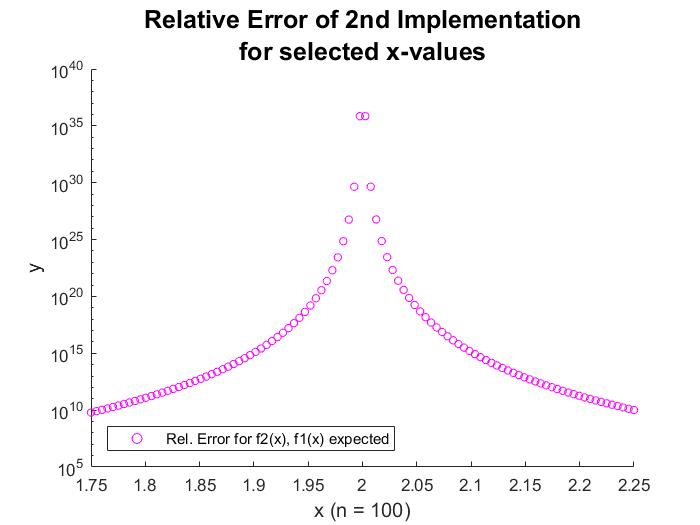 Relative Error of 2nd Implementation
for selected x-values
10^40
10^35
10^30
10^25
10^20
10^15
10^10
10^5
y
Rel. Error for f2(x), f1(x) expected
1.75 1.8 1.85 1.9 1.95 2 2.05 2.1 2.15 2.2 2.25
x (n = 100)